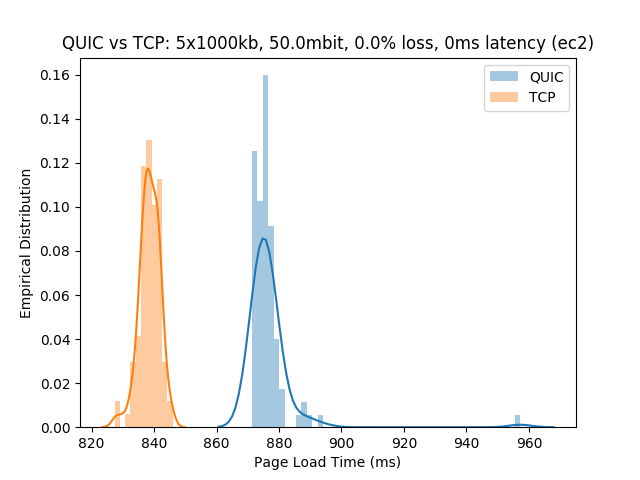 QUIC vs TCP: 5x1000kb, 50.0mbit, 0.0% loss, 0ms latency (ec2)
QUIC
TCP
Empirical Distribution
0.16
0.14
0.12
0.10
0.08
0.06
0.04
0.02
0.00
820 840 860 880 900 920 940 960
Page Load Time (ms)